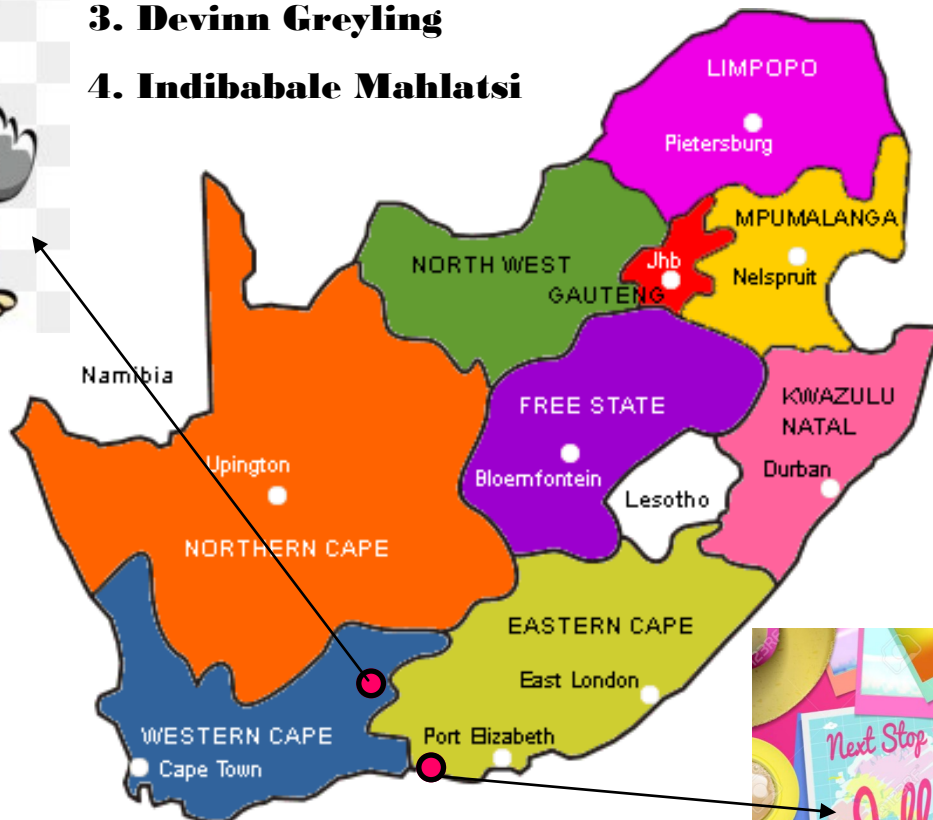 3. Devinn Greyling
4. Indibabale Mahlatsi
LIMPOPO
Pietersburg
MPUMALANGA
NORTH WEST
Jhb
Nelspruit
GAUTENG
Namibia
KWAZULU
NATAL
FREE STATE
Upington
Bloemfontein
Durban
Lesotho
NORTHERN CAPE
EASTERN CAPE
East London
WESTERN CAPE
Port Elizabeth
Cape Town
Next Stop